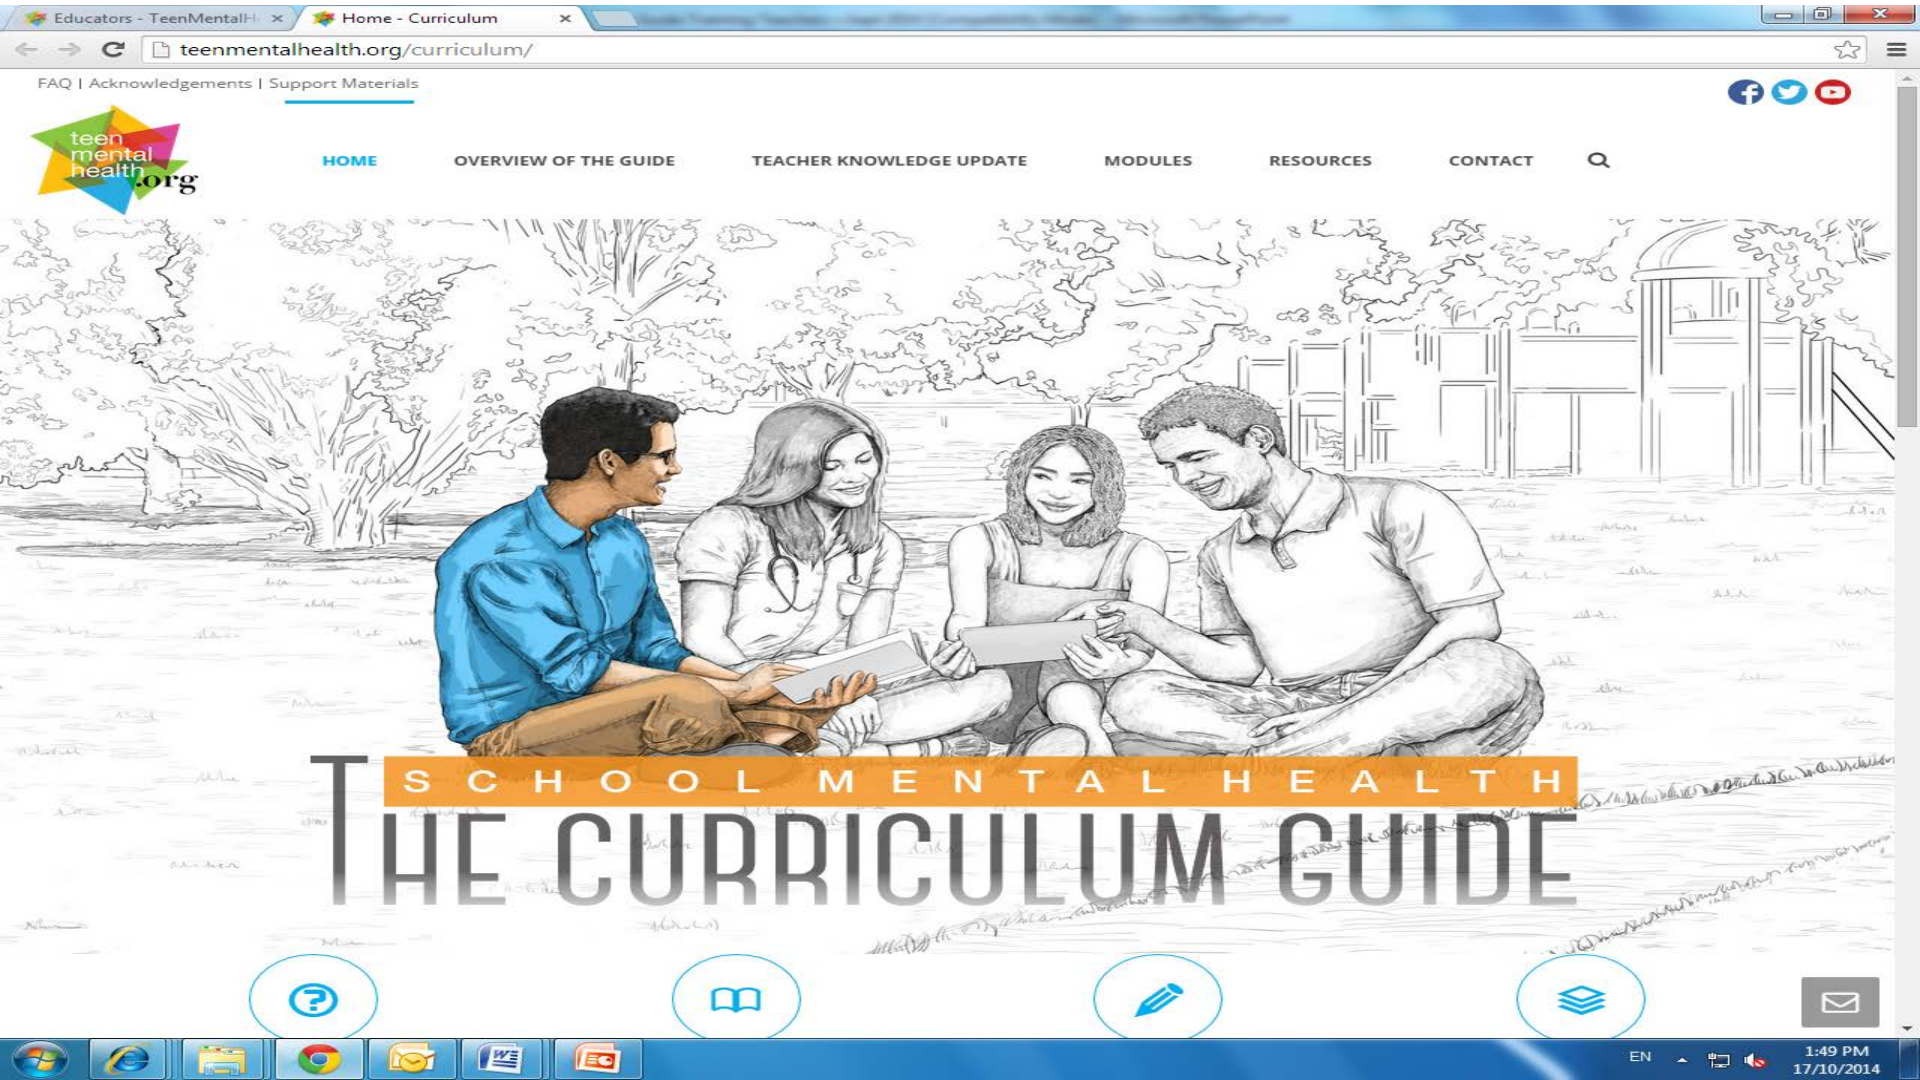 Educators - TeenMentalH
Home - Curriculum
teenmentalhealth.org/curriculum/
FAQ | Acknowledgements | Support Materials
teen
mental
health
.org
HOME
OVERVIEW OF THE GUIDE
TEACHER KNOWLEDGE UPDATE
MODULES
RESOURCES
CONTACT
SCHOOL MENTAL HEALTH
THE CURRICULUM GUIDE
EN
1:49 PM
17/10/2014